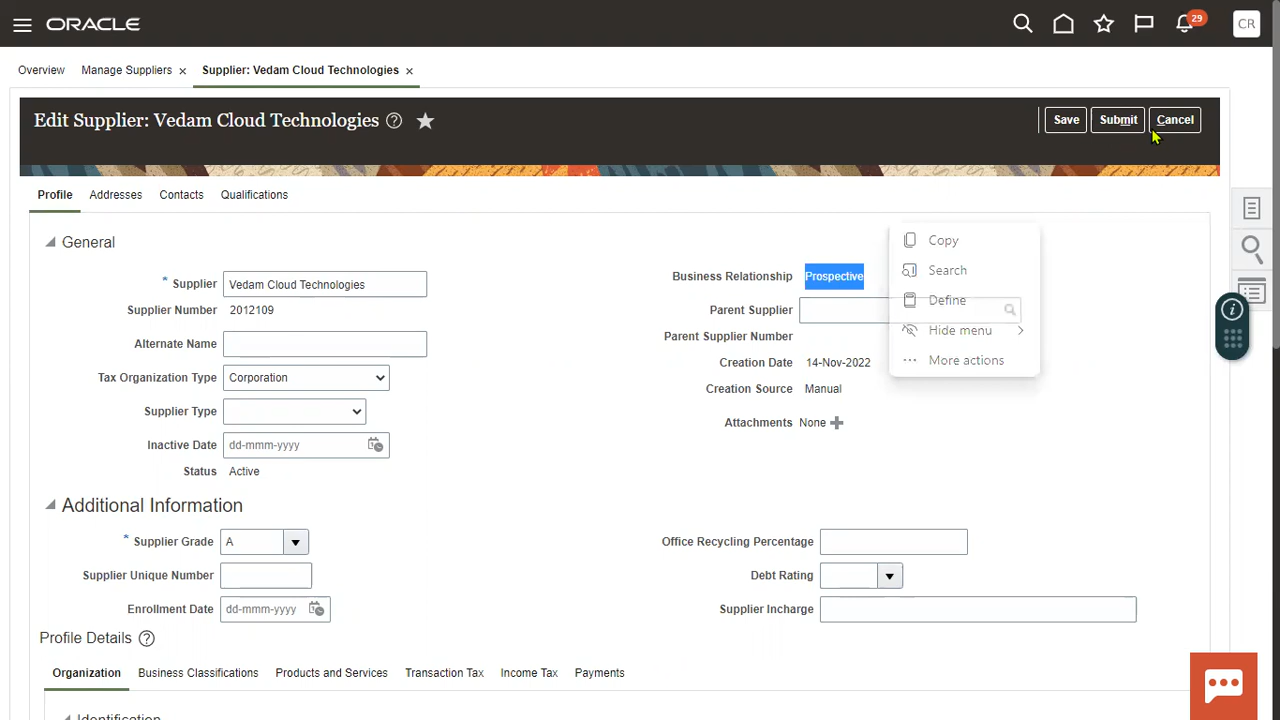 ORACLE
29
CR
Overview
Manage Suppliers ×
Supplier: Vedam Cloud Technologies ×
Edit Supplier: Vedam Cloud Technologies ?
Save
Submit
Cancel
Profile
Addresses
Contacts
Qualifications
General
* Supplier Vedam Cloud Technologies
Supplier Number 2012109
Alternate Name
Tax Organization Type Corporation
Supplier Type
Inactive Date dd-mmm-yyyy
Status Active
Business Relationship Prospective
Parent Supplier
Parent Supplier Number
Creation Date 14-Nov-2022
Creation Source Manual
Attachments None
Copy
Search
Define
Hide menu
More actions
Additional Information
* Supplier Grade A
Supplier Unique Number
Enrollment Date dd-mmm-yyyy
Office Recycling Percentage
Debt Rating
Supplier Incharge
Profile Details ?
Organization
Business Classifications
Products and Services
Transaction Tax
Income Tax
Payments
Identification